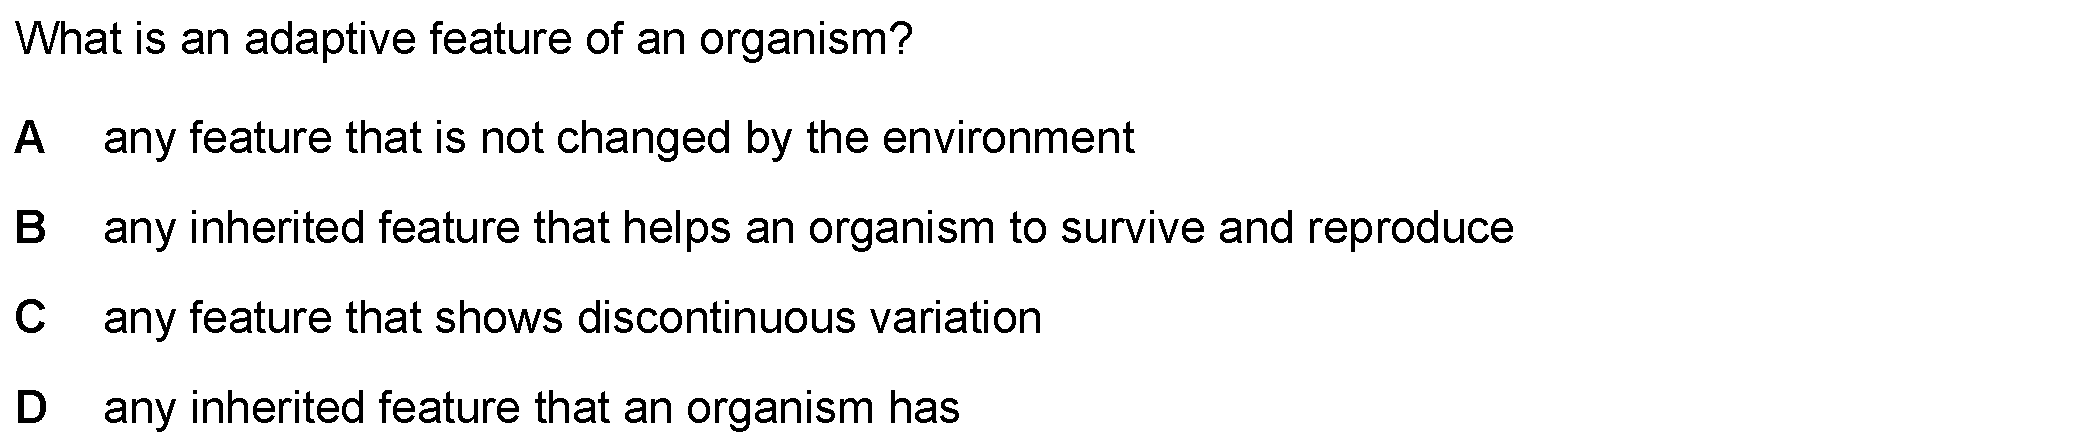 What is an adaptive feature of an organism?
A any feature that is not changed by the environment
B any inherited feature that helps an organism to survive and reproduce
C any feature that shows discontinuous variation
D any inherited feature that an organism has